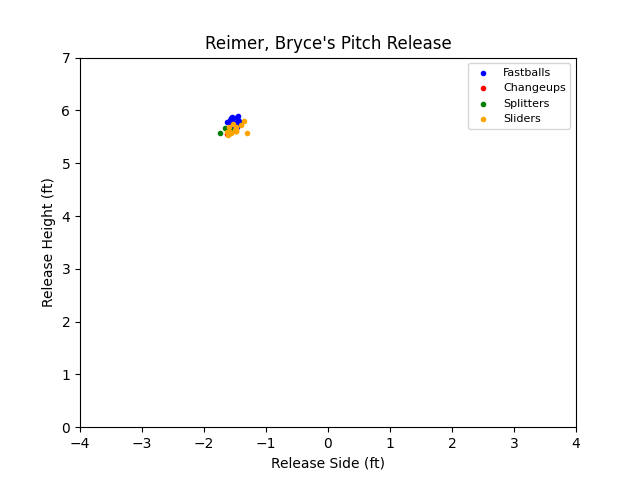 Reimer, Bryce's Pitch Release
Release Height (ft)
7
6
5
4
3
2
1
0
Fastballs
Changeups
Splitters
Sliders
−4 −3 −2 −1 0 1 2 3 4
Release Side (ft)